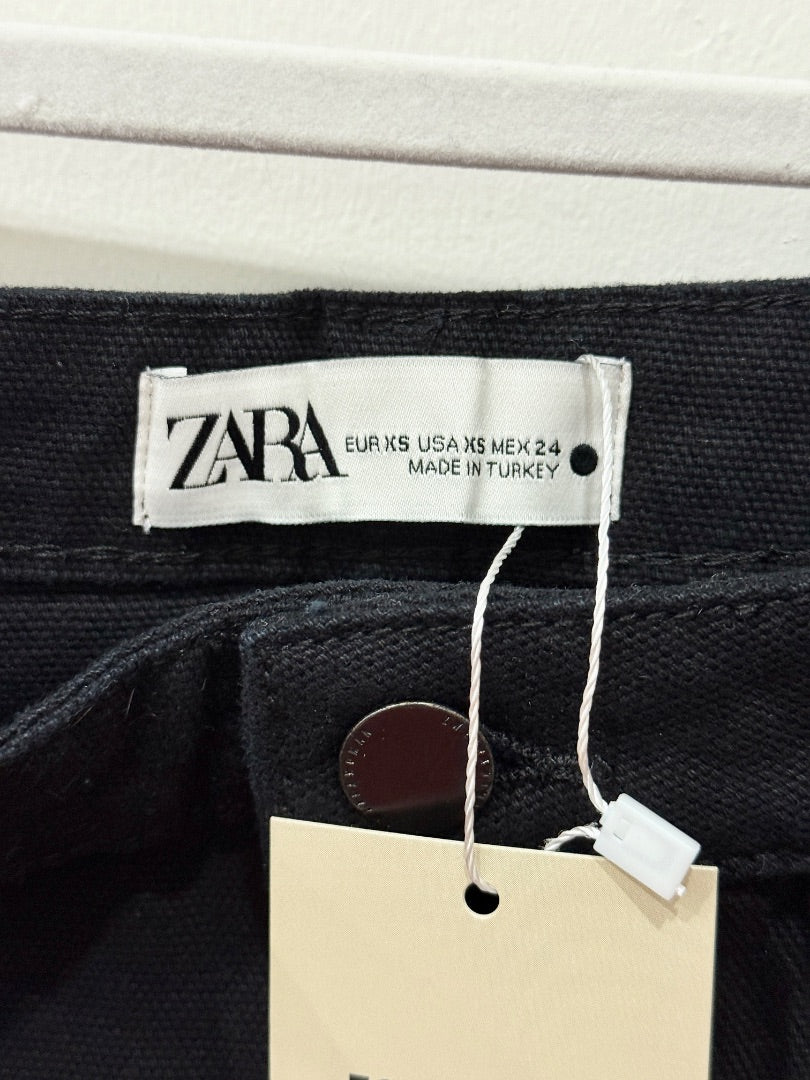 ZARA
EUR XS USA XS MEX 24
MADE IN TURKEY